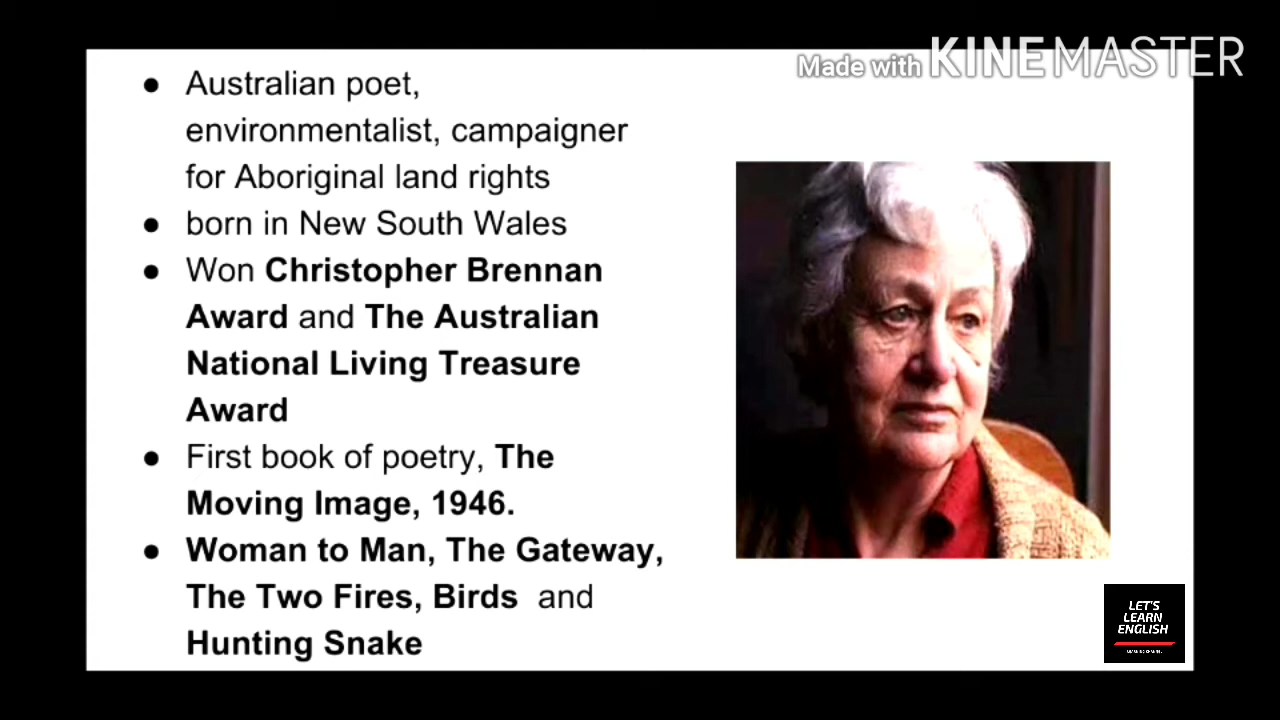 Made with KINEMASTER
● Australian poet,
environmentalist, campaigner
for Aboriginal land rights
● born in New South Wales
● Won Christopher Brennan
Award and The Australian
National Living Treasure
Award
● First book of poetry, The
Moving Image, 1946.
● Woman to Man, The Gateway,
The Two Fires, Birds and
Hunting Snake
LET'S
LEARN
ENGLISH